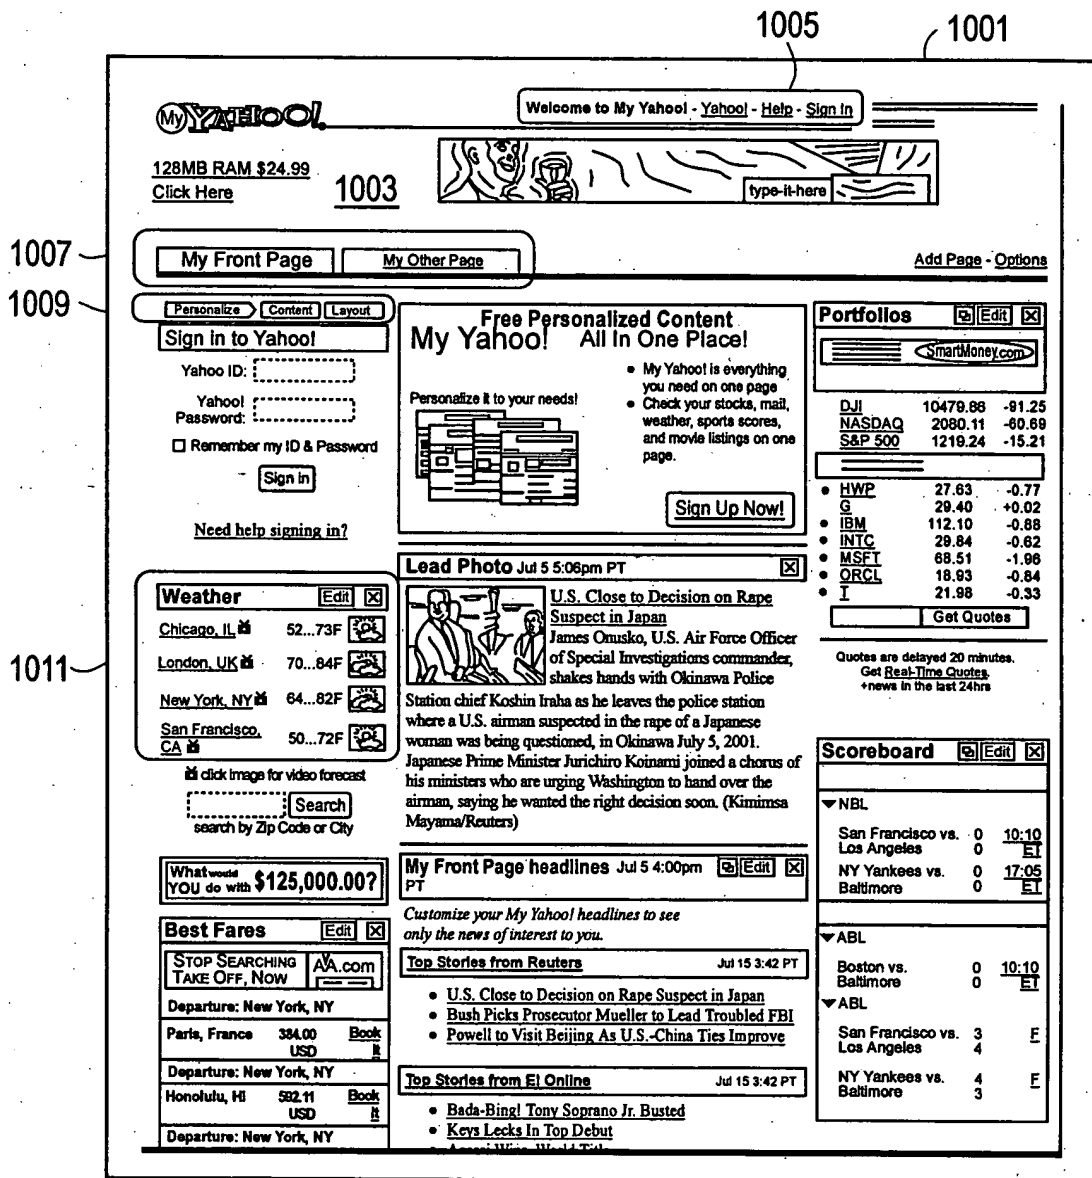 1005
1001
My YAHOO!
Welcome to My Yahoo! - Yahoo! - Help - Sign In
128MB RAM $24.99
Click Here
1003
type-it-here
1007
My Front Page
My Other Page
Add Page - Options
1009
Personalize
Content
Layout
Sign in to Yahoo!
Yahoo ID:
Yahoo!
Password:
Remember my ID & Password
Sign in
Need help signing in?
Free Personalized Content
My Yahoo! All In One Place!
Personalize it to your needs!
• My Yahoo! is everything
you need on one page
• Check your stocks, mail,
weather, sports scores,
and movie listings on one
page.
Sign Up Now!
Portfolios Edit
SmartMoney.com
DJI 10479.86 -91.25
NASDAQ 2080.11 -60.69
S&P 500 1219.24 -15.21
• HWP 27.63 -0.77
G 29.40 +0.02
• IBM 112.10 -0.88
• INTC 29.84 -0.62
• MSFT 68.51 -1.96
• ORCL 18.93 -0.84
• T 21.98 -0.33
Get Quotes
Quotes are delayed 20 minutes.
Get Real-Time Quotes.
+news in the last 24hrs
1011
Weather Edit
Chicago, IL 52...73F
London, UK 70...84F
New York, NY 64...82F
San Francisco,
CA 50...72F
click image for video forecast
Search
search by Zip Code or City
What would
YOU do with $125,000.00?
Best Fares Edit
STOP SEARCHING
TAKE OFF, NOW
AA.com
Departure: New York, NY
Paris, France 384.00 Book
USD It
Departure: New York, NY
Honolulu, HI 592.11 Book
USD It
Departure: New York, NY
Lead Photo Jul 5 5:06pm PT
U.S. Close to Decision on Rape
Suspect in Japan
James Onusko, U.S. Air Force Officer
of Special Investigations commander,
shakes hands with Okinawa Police
Station chief Koshin Iraha as he leaves the police station
where a U.S. airman suspected in the rape of a Japanese
woman was being questioned, in Okinawa July 5, 2001.
Japanese Prime Minister Jurichiro Koinami joined a chorus of
his ministers who are urging Washington to hand over the
airman, saying he wanted the right decision soon. (Kimimsa
Mayama/Reuters)
My Front Page headlines Jul 5 4:00pm Edit
PT
Customize your My Yahoo! headlines to see
only the news of interest to you.
Top Stories from Reuters Jul 15 3:42 PT
• U.S. Close to Decision on Rape Suspect in Japan
• Bush Picks Prosecutor Mueller to Lead Troubled FBI
• Powell to Visit Beijing As U.S.-China Ties Improve
Top Stories from E! Online Jul 15 3:42 PT
• Bada-Bing! Tony Soprano Jr. Busted
• Keys Lecks In Top Debut
Scoreboard Edit
NBL
San Francisco vs. 0 10:10
Los Angeles 0 ET
NY Yankees vs. 0 17:05
Baltimore 0 ET
ABL
Boston vs. 0 10:10
Baltimore 0 ET
ABL
San Francisco vs. 3 F
Los Angeles 4
NY Yankees vs. 4 F
Baltimore 3